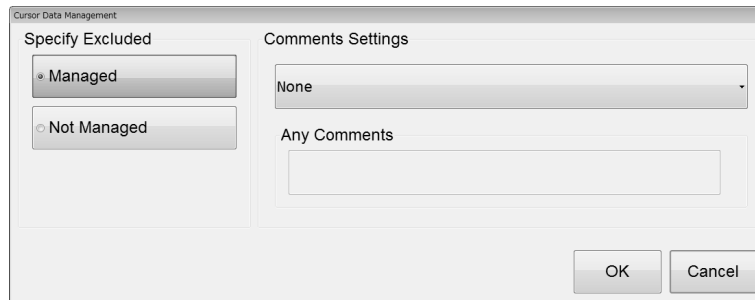 Cursor Data Management
Specify Excluded
Managed
Not Managed
Comments Settings
None
Any Comments
OK
Cancel